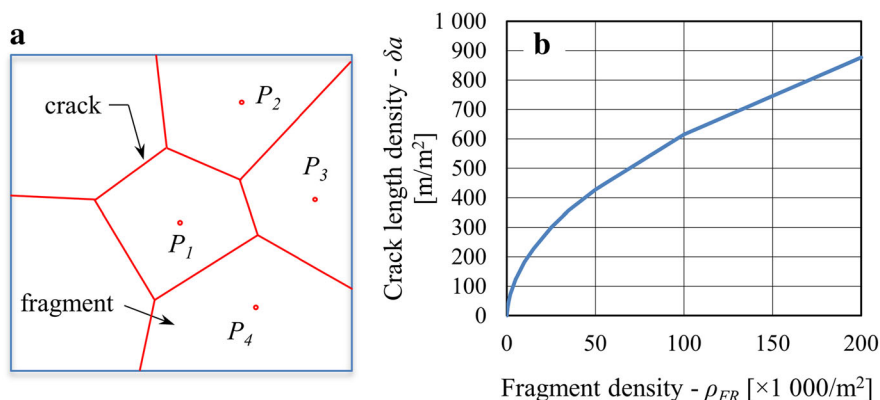 a
crack
P2
P3
P1
fragment
P4
b
Crack length density - δa
[m/m²]
1 000
900
800
700
600
500
400
300
200
100
0
0 50 100 150 200
Fragment density - ρFR [×1 000/m²]